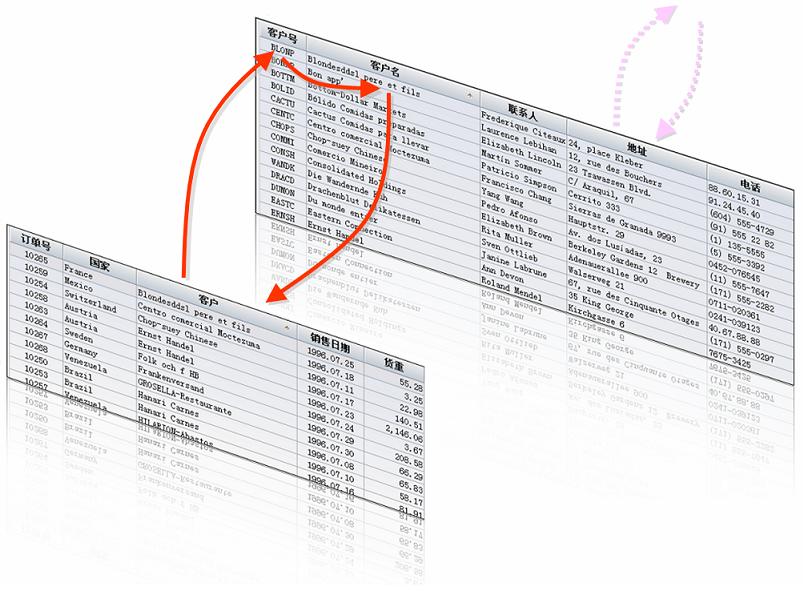 客户号 客户名 联系人 地址 电话
BLONP Blondesddsl pere et fils Frederique Citeaux 24, place Kleber 88.60.15.31
Bon app' Laurence Lebihan 12, rue des Bouchers 91.24.45.40
BOTTM Bottom-Dollar Markets Elizabeth Lincoln 23 Tsawassen Blvd. (604) 555-4729
BOLID Bólido Comidas preparadas Martín Sommer C/ Araquil, 67 (91) 555 22 82
CACTU Cactus Comidas para llevar Patricio Simpson Cerrito 333 (1) 135-5555
CENTC Centro comercial Moctezuma Francisco Chang Sierras de Granada 9993 (5) 555-3392
CHOPS Chop-suey Chinese Yang Wang Hauptstr. 29 0452-076545
COMMI Comercio Mineiro Pedro Afonso Av. dos Lusíadas, 23 (11) 555-7647
CONSH Consolidated Holdings Elizabeth Brown Berkeley Gardens 12 Brewery (171) 555-2282
WANDK Die Wandernde Kuh Rita Muller Adenauerallee 900 0711-020361
DRACD Drachenblut Delikatessen Sven Ottlieb Walserweg 21 0241-039123
DUMON Du monde entier Janine Labrune 67, rue des Cinquante Otages 40.67.88.88
EASTC Eastern Connection Ann Devon 35 King George (171) 555-0297
ERNSH Ernst Handel Roland Mendel Kirchgasse 6 7675-3425
订单号 国家 客户 销售日期 货重
10265 France Blondesddsl pere et fils 1996.07.25 55.28
10259 Mexico Centro comercial Moctezuma 1996.07.18 3.25
10254 Switzerland Chop-suey Chinese 1996.07.11 22.98
10258 Austria Ernst Handel 1996.07.17 140.51
10263 Austria Ernst Handel 1996.07.23 2,146.06
10264 Sweden Folk och f HB 1996.07.24 3.67
10267 Germany Frankenversand 1996.07.29 208.58
10268 Venezuela GROSELLA-Restaurante 1996.07.30 66.29
10250 Brazil Hanari Carnes 1996.07.08 65.83
10253 Brazil Hanari Carnes 1996.07.10 58.17
10257 Venezuela HILARION-Abastos 1996.07.16 81.91